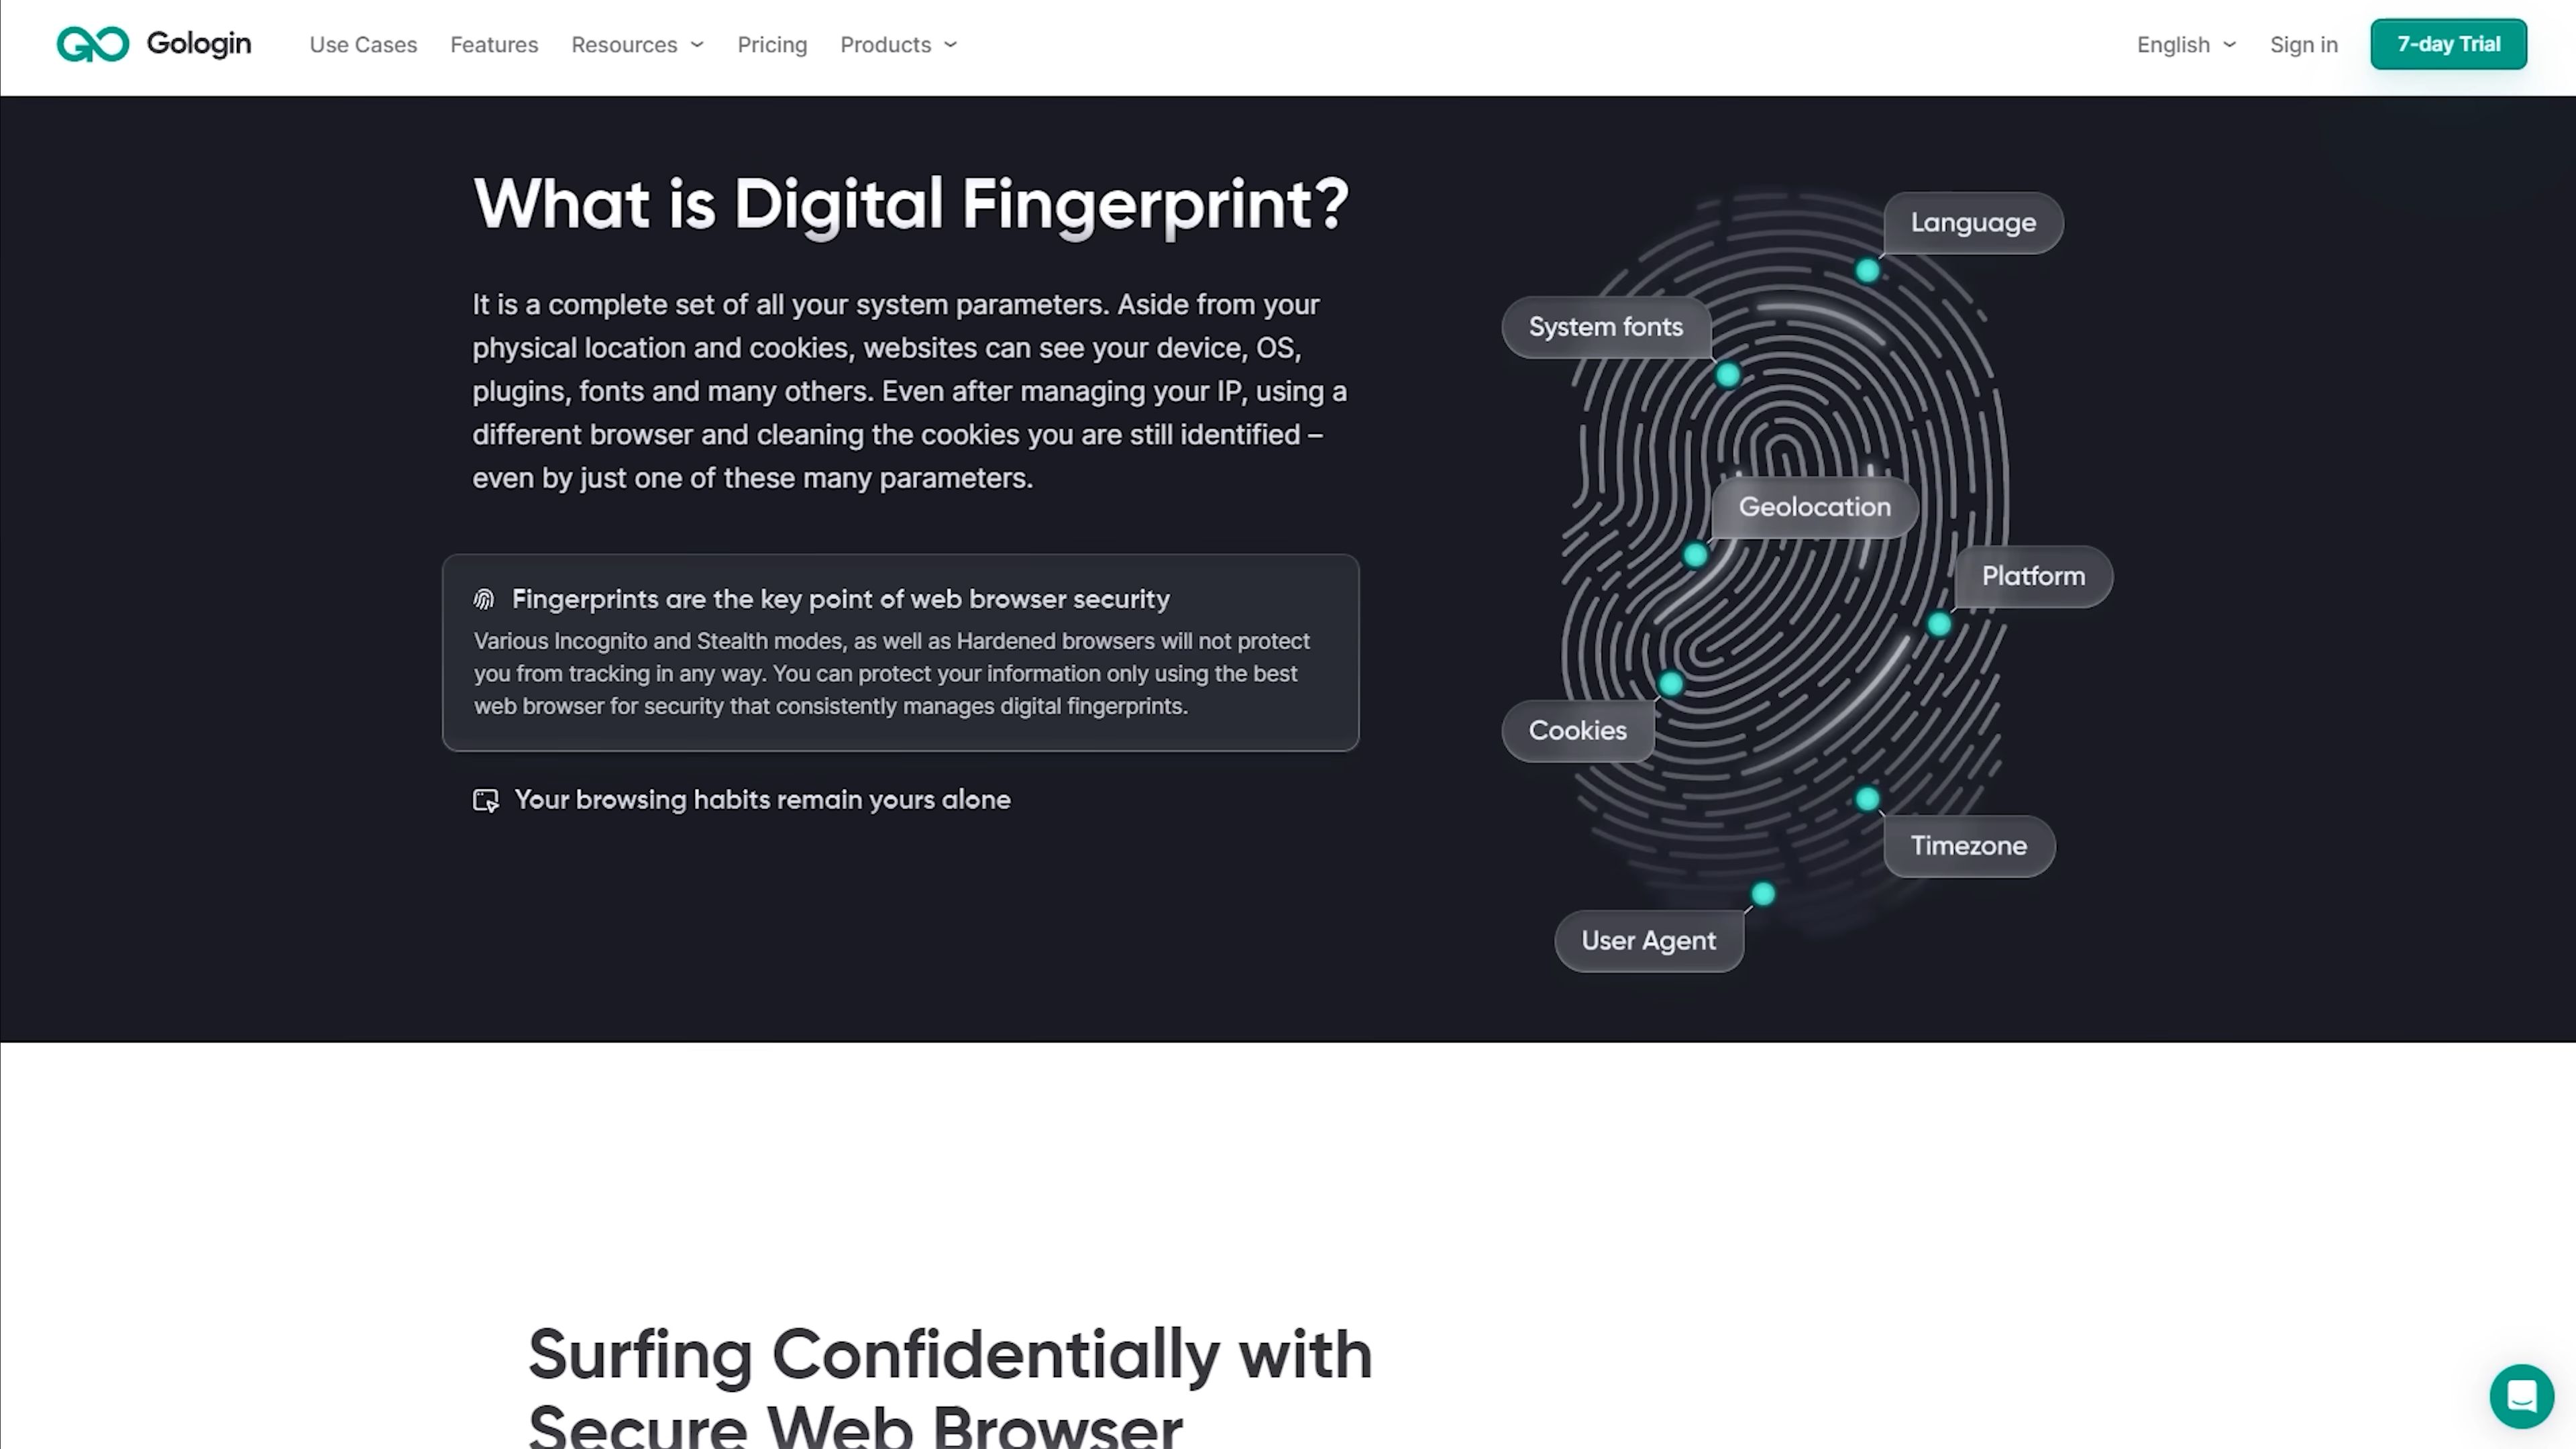 Gologin
Use Cases
Features
Resources
Pricing
Products
English
Sign in
7-day Trial
What is Digital Fingerprint?
It is a complete set of all your system parameters. Aside from your
physical location and cookies, websites can see your device, OS,
plugins, fonts and many others. Even after managing your IP, using a
different browser and cleaning the cookies you are still identified –
even by just one of these many parameters.
Fingerprints are the key point of web browser security
Various Incognito and Stealth modes, as well as Hardened browsers will not protect
you from tracking in any way. You can protect your information only using the best
web browser for security that consistently manages digital fingerprints.
Your browsing habits remain yours alone
Language
System fonts
Geolocation
Platform
Cookies
Timezone
User Agent
Surfing Confidentially with
Secure Web Browser